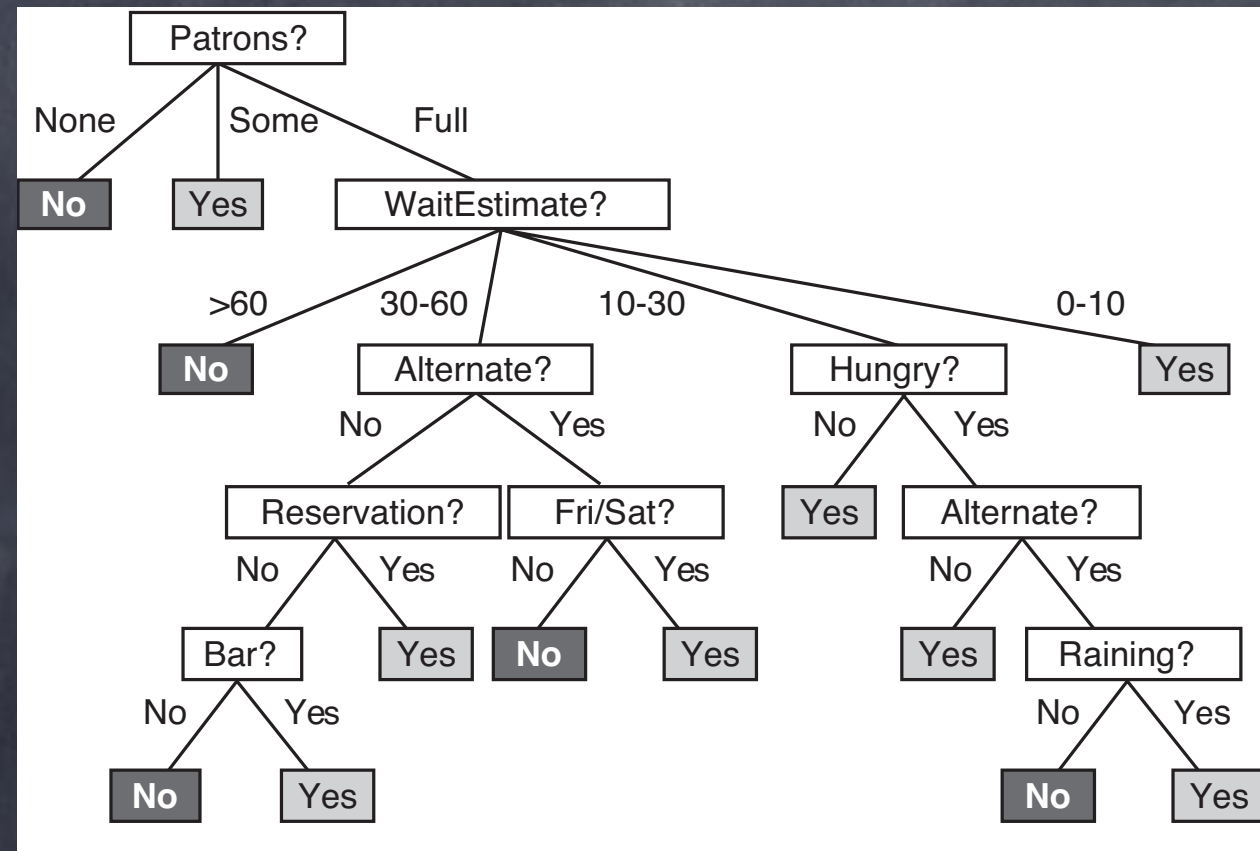 Patrons?
None Some Full
No Yes WaitEstimate?
>60 30-60 10-30 0-10
No Alternate? Hungry? Yes
No Yes No Yes
Reservation? Fri/Sat? Yes Alternate?
No Yes No Yes No Yes
Bar? Yes No Yes Yes Raining?
No Yes No Yes
No Yes No Yes